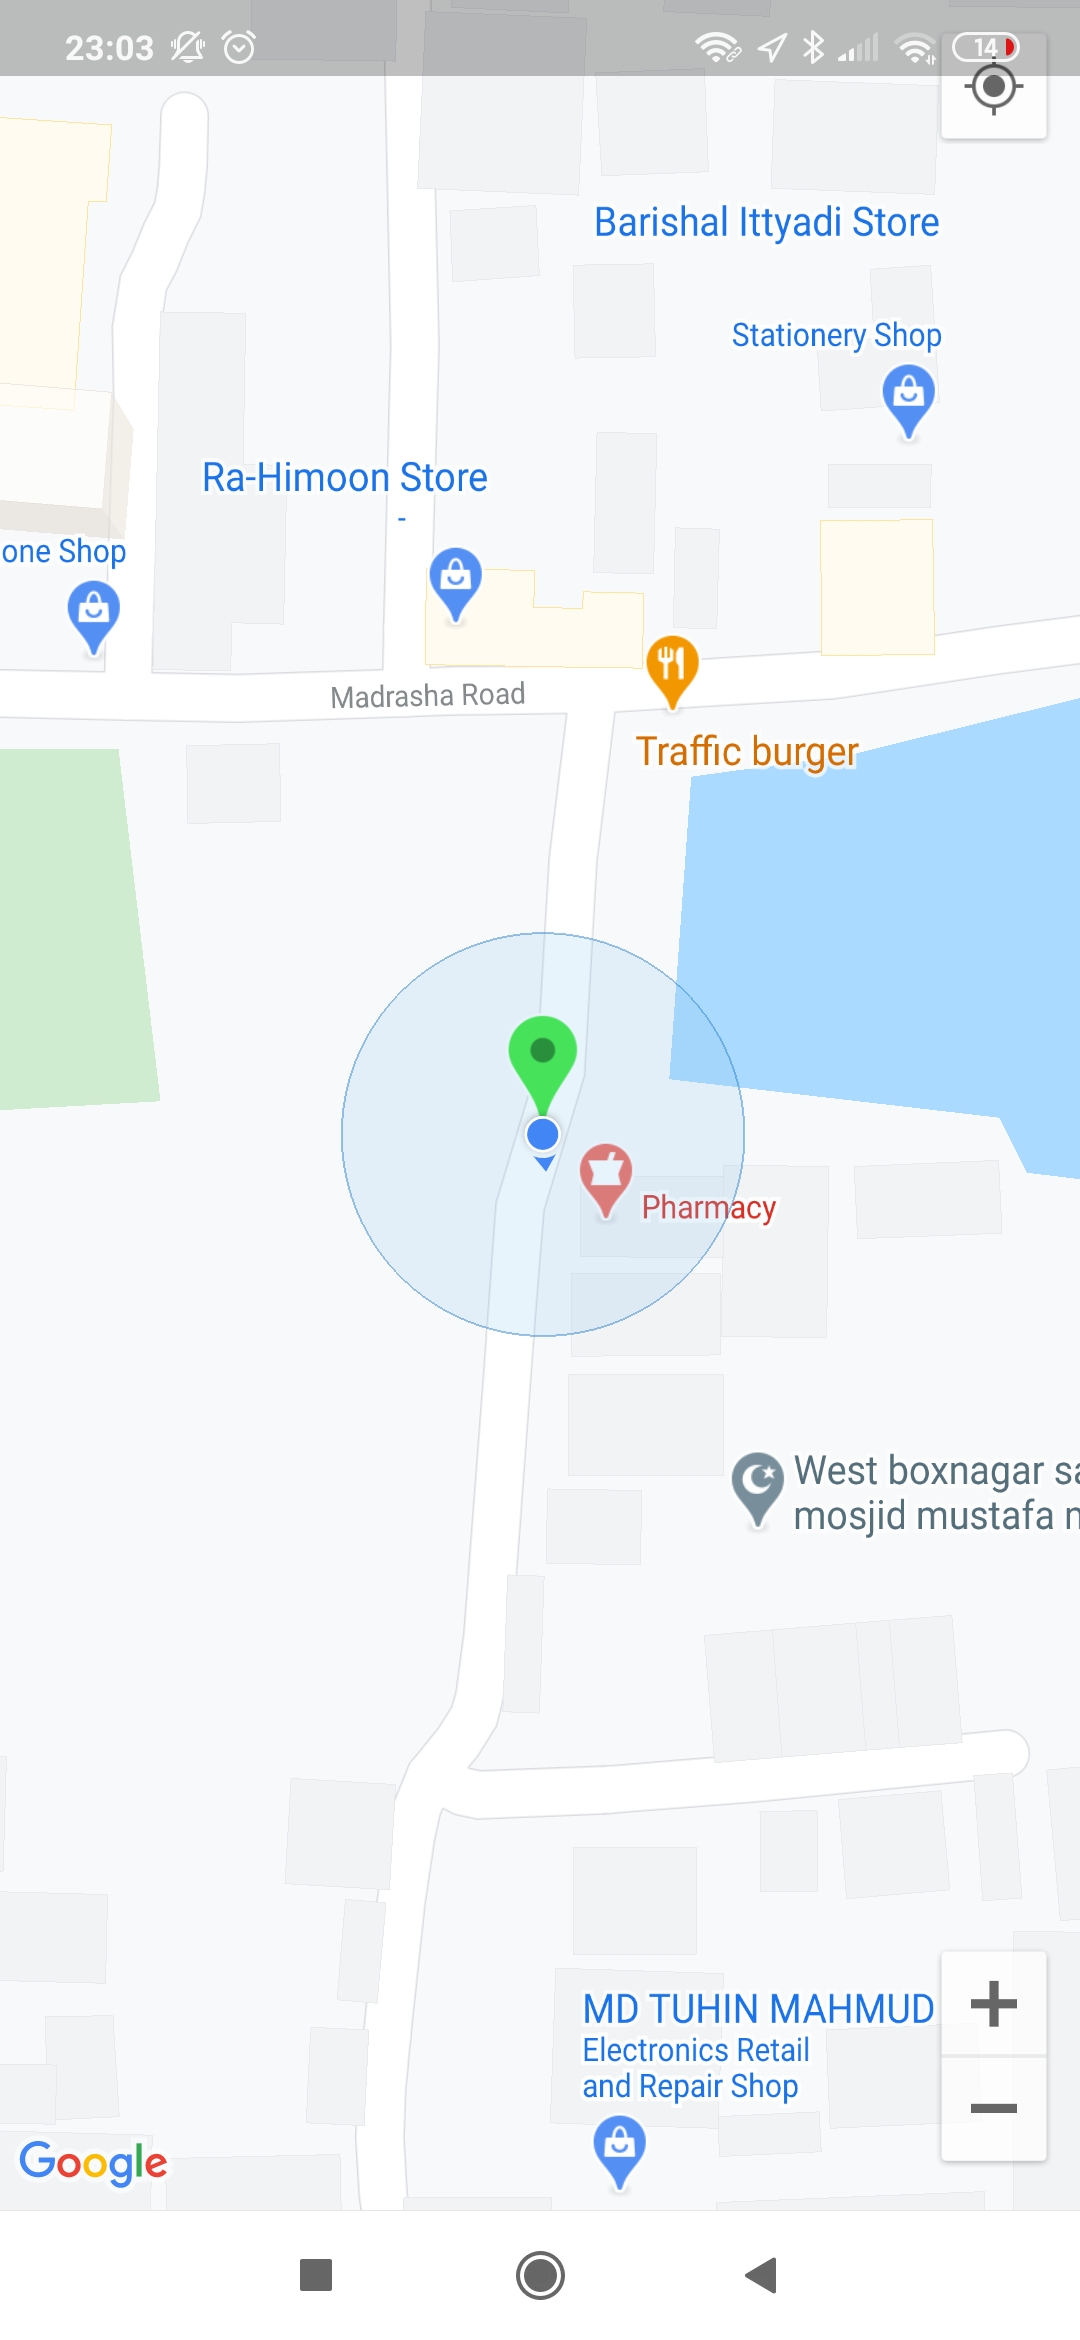 23:03
14
Barishal Ittyadi Store
Stationery Shop
Ra-Himoon Store
-
one Shop
Madrasha Road
Traffic burger
Pharmacy
West boxnagar sa
mosjid mustafa n
MD TUHIN MAHMUD
Electronics Retail
and Repair Shop
Google